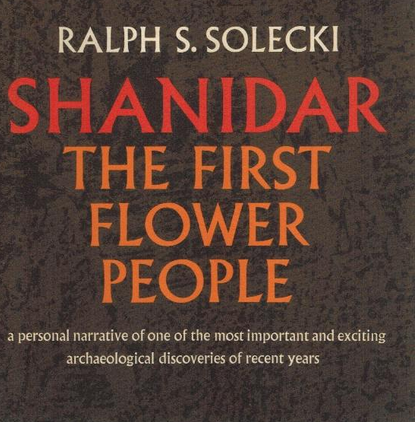 RALPH S. SOLECKI
SHANIDAR
THE FIRST
FLOWER
PEOPLE
a personal narrative of one of the most important and exciting
archaeological discoveries of recent years